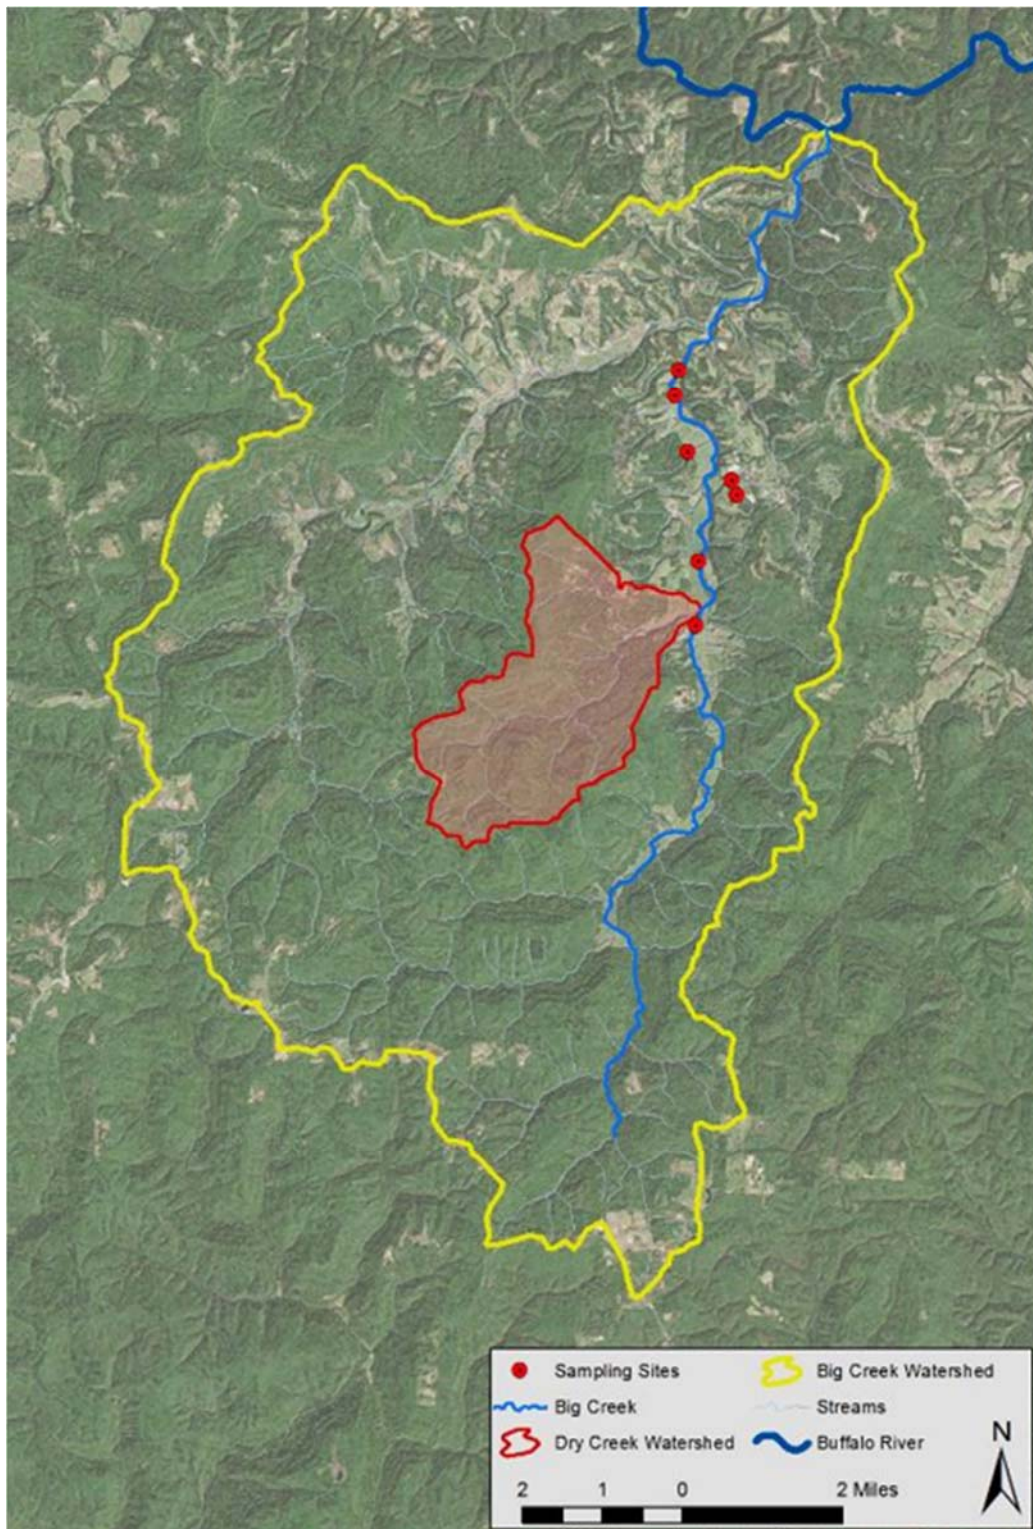 Sampling Sites Big Creek Watershed
Big Creek Streams
Dry Creek Watershed Buffalo River
N
2 1 0 2 Miles